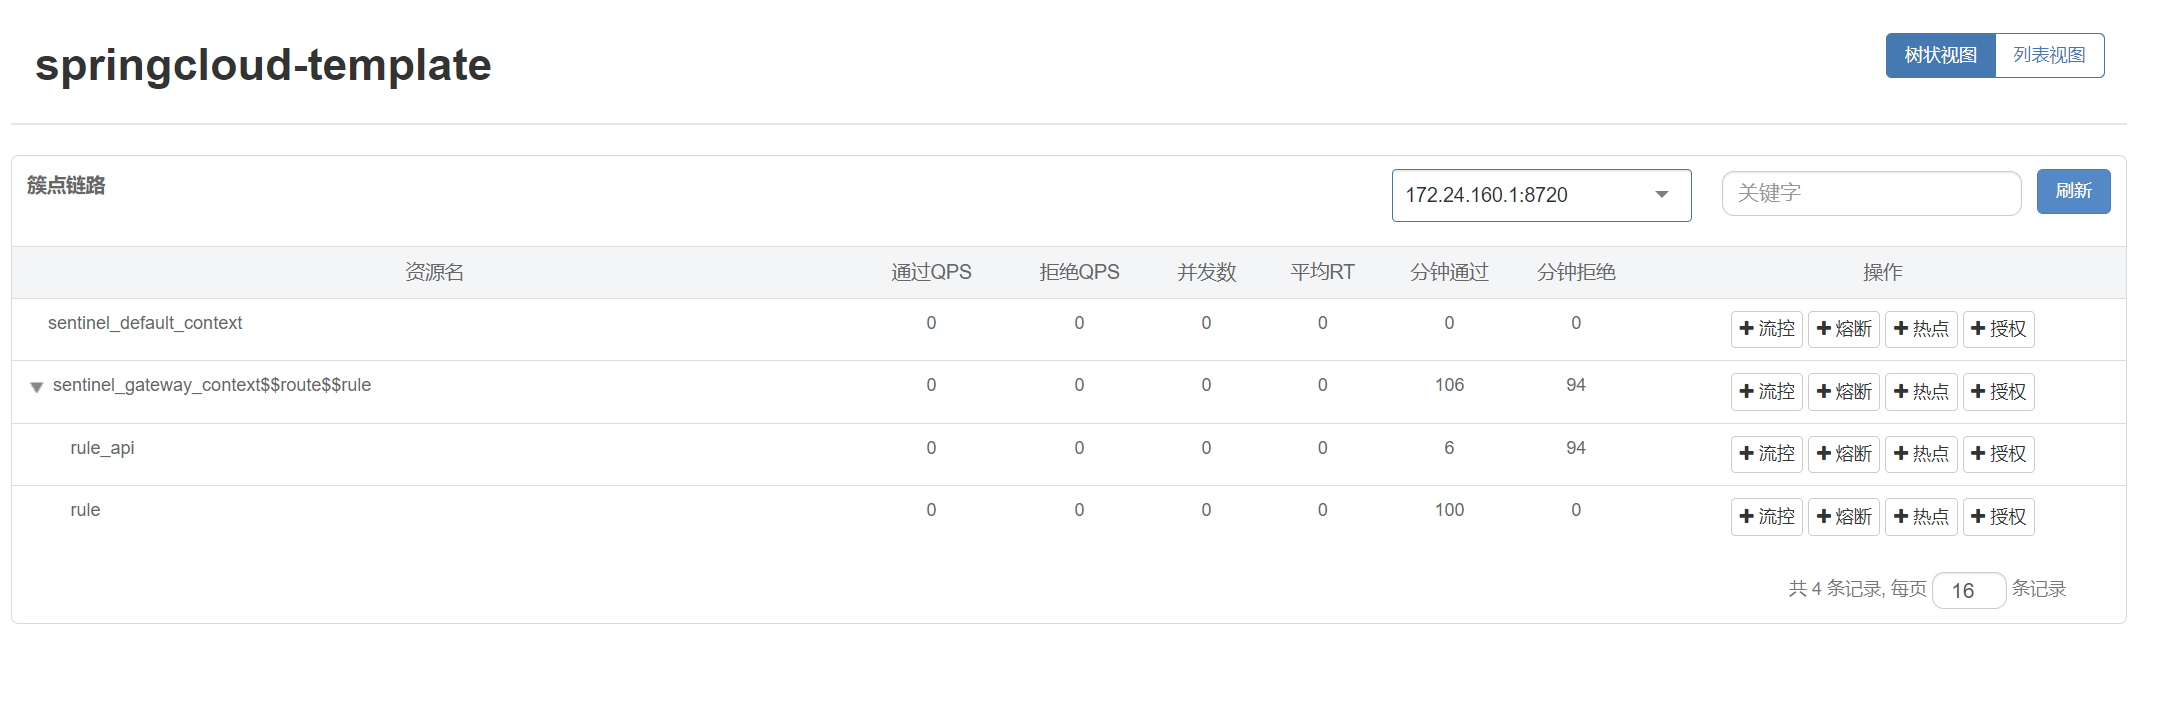 springcloud-template
树状视图 列表视图
簇点链路 172.24.160.1:8720 关键字 刷新
资源名 通过QPS 拒绝QPS 并发数 平均RT 分钟通过 分钟拒绝 操作
sentinel_default_context 0 0 0 0 0 0 流控 熔断 热点 授权
sentinel_gateway_context$$route$$rule 0 0 0 0 106 94 流控 熔断 热点 授权
rule_api 0 0 0 0 6 94 流控 熔断 热点 授权
rule 0 0 0 0 100 0 流控 熔断 热点 授权
共 4 条记录, 每页 16 条记录